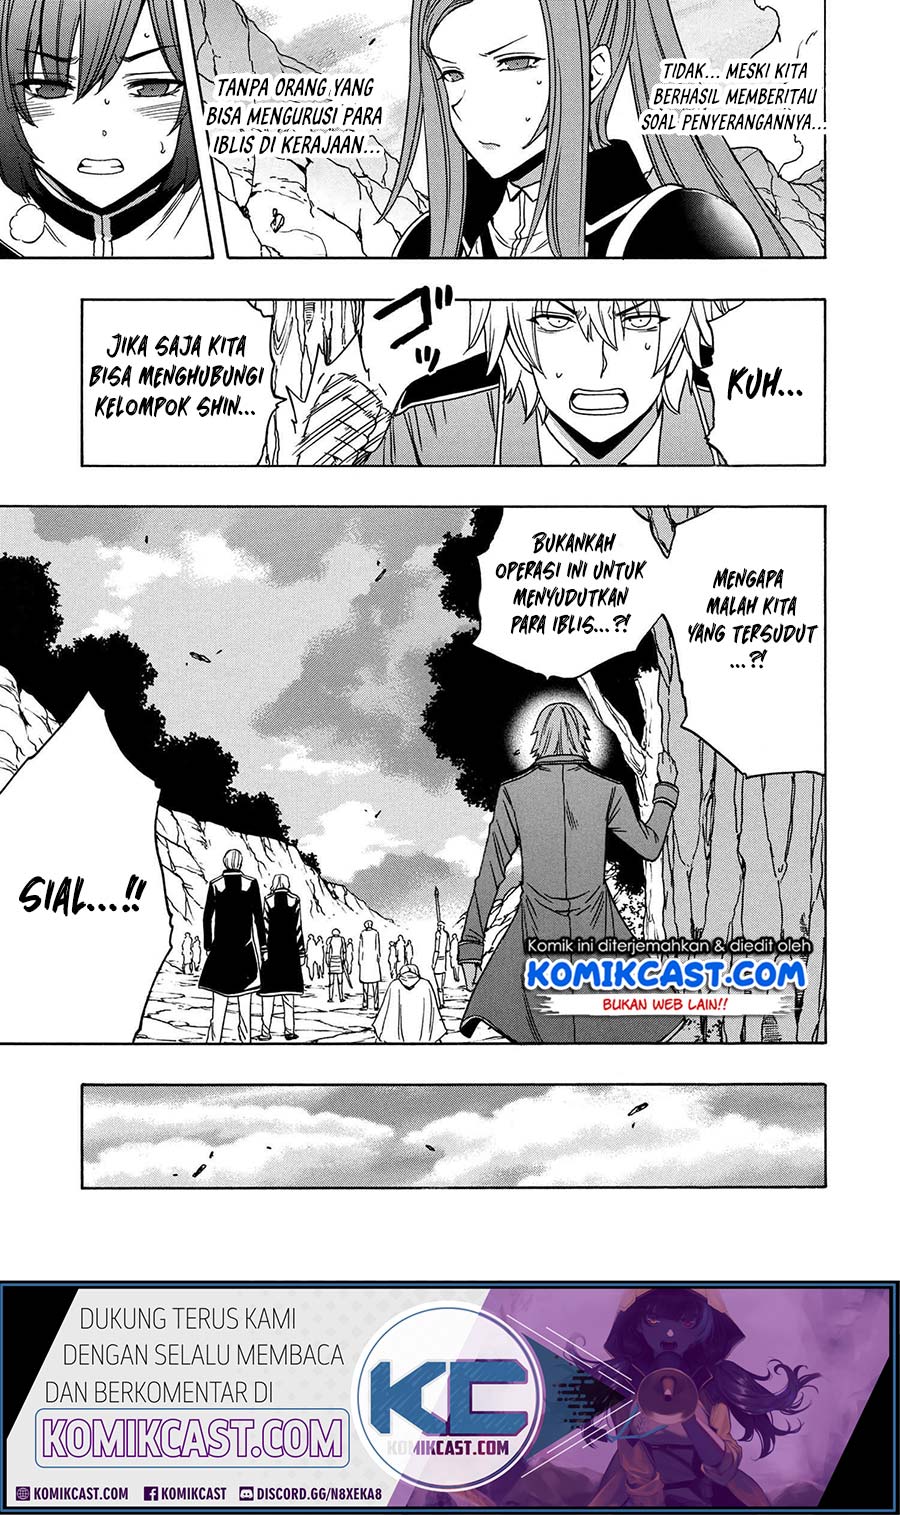 TIDAK... MESKI KITA
BERHASIL MEMBERITAU
SOAL PENYERANGANNYA...
TANPA ORANG YANG
BISA MENGURUSI PARA
IBLIS DI KERAJAAN...
KUH...
ゴッ
JIKA SAJA KITA
BISA MENGHUBUNGI
KELOMPOK SHIN...
MENGAPA
MALAH KITA
YANG TERSUDUT
...?!
BUKANKAH
OPERASI INI UNTUK
MENYUDUTKAN
PARA IBLIS...?!
SIAL...!!
Komik ini diterjemahkan & diedit oleh
KOMIKCAST.COM
BUKAN WEB LAIN!!
DUKUNG TERUS KAMI
DENGAN SELALU MEMBACA
DAN BERKOMENTAR DI
KOMIKCAST.COM
KC
KOMIKCAST.COM
KOMIKCAST.COM
KOMIKCAST
DISCORD.GG/N8XEKA8